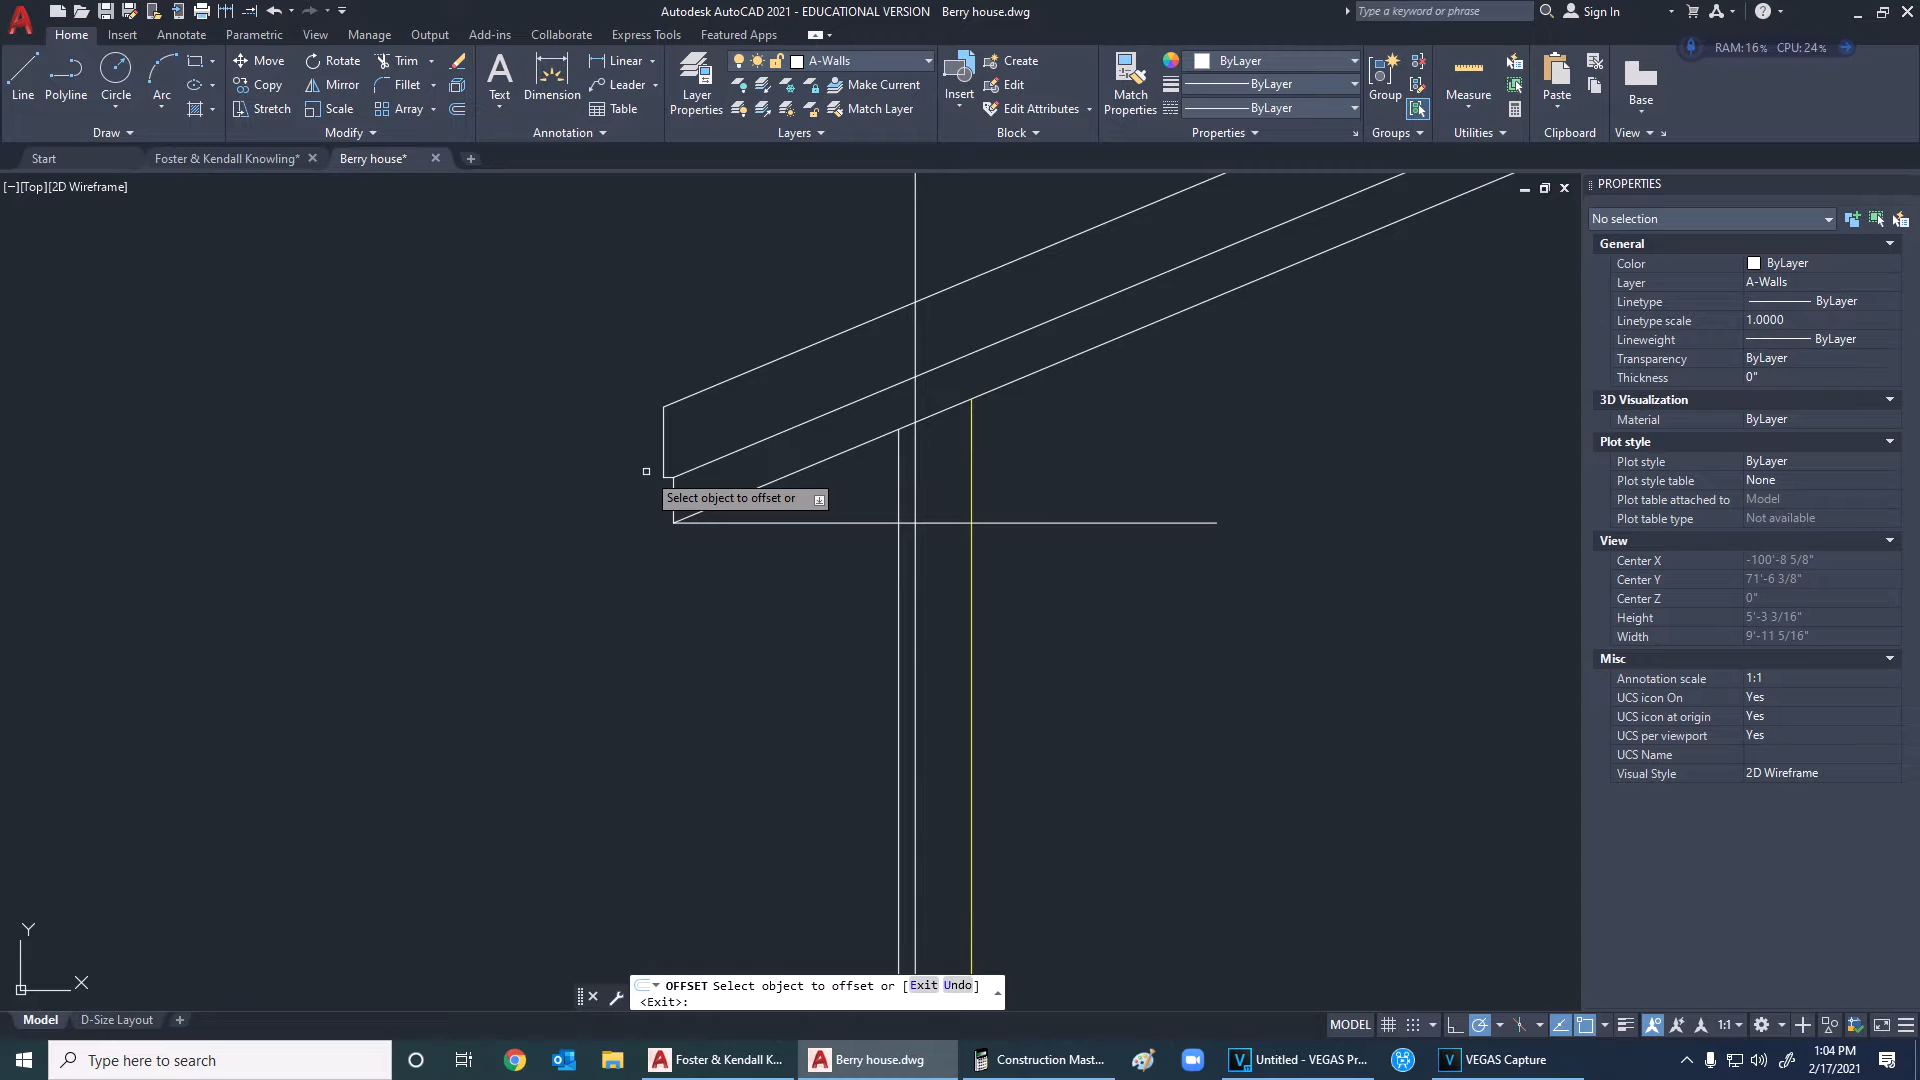 Autodesk AutoCAD 2021 - EDUCATIONAL VERSION Berry house.dwg
Type a keyword or phrase
Sign In
Home Insert Annotate Parametric View Manage Output Add-ins Collaborate Express Tools Featured Apps
RAM:16% CPU:24%
Line Polyline Circle Arc
Move Rotate Trim
Copy Mirror Fillet
Stretch Scale Array
Text Dimension
Linear
Leader
Table
Layer Properties
A-Walls
Make Current
Match Layer
Insert
Create
Edit
Edit Attributes
Match Properties
ByLayer
ByLayer
ByLayer
Group Measure Paste Base
Draw Modify Annotation Layers Block Properties Groups Utilities Clipboard View
Start Foster & Kendall Knowling* Berry house*
[−][Top][2D Wireframe]
PROPERTIES
No selection
General
Color ByLayer
Layer A-Walls
Linetype ByLayer
Linetype scale 1.0000
Lineweight ByLayer
Transparency ByLayer
Thickness 0"
3D Visualization
Material ByLayer
Plot style
Plot style ByLayer
Plot style table None
Plot table attached to Model
Plot table type Not available
View
Center X -100'-8 5/8"
Center Y 71'-6 3/8"
Center Z 0"
Height 5'-3 3/16"
Width 9'-11 5/16"
Misc
Annotation scale 1:1
UCS icon On Yes
UCS icon at origin Yes
UCS per viewport Yes
UCS Name
Visual Style 2D Wireframe
Select object to offset or
Y
X
OFFSET Select object to offset or [Exit Undo]
<Exit>:
Model D-Size Layout
MODEL 1:1
Type here to search
Foster & Kendall K... Berry house.dwg Construction Mast... Untitled - VEGAS Pr... VEGAS Capture
1:04 PM
2/17/2021